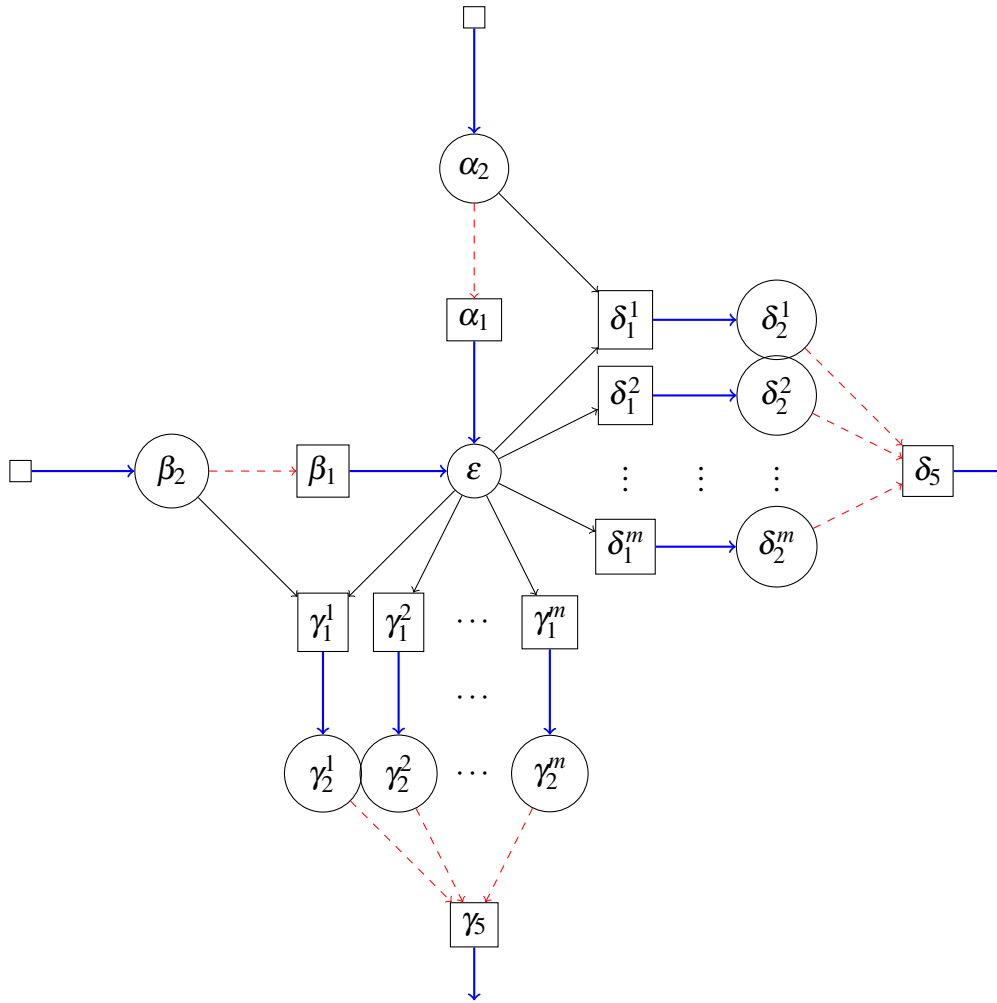 α₂
α₁ δ₁¹ δ₂¹
δ₁² δ₂²
β₂ β₁ ε ⋮ ⋮ ⋮ δ₅
δ₁ᵐ δ₂ᵐ
γ₁¹ γ₁² ⋯ γ₁ᵐ
⋯
γ₂¹ γ₂² ⋯ γ₂ᵐ
γ₅